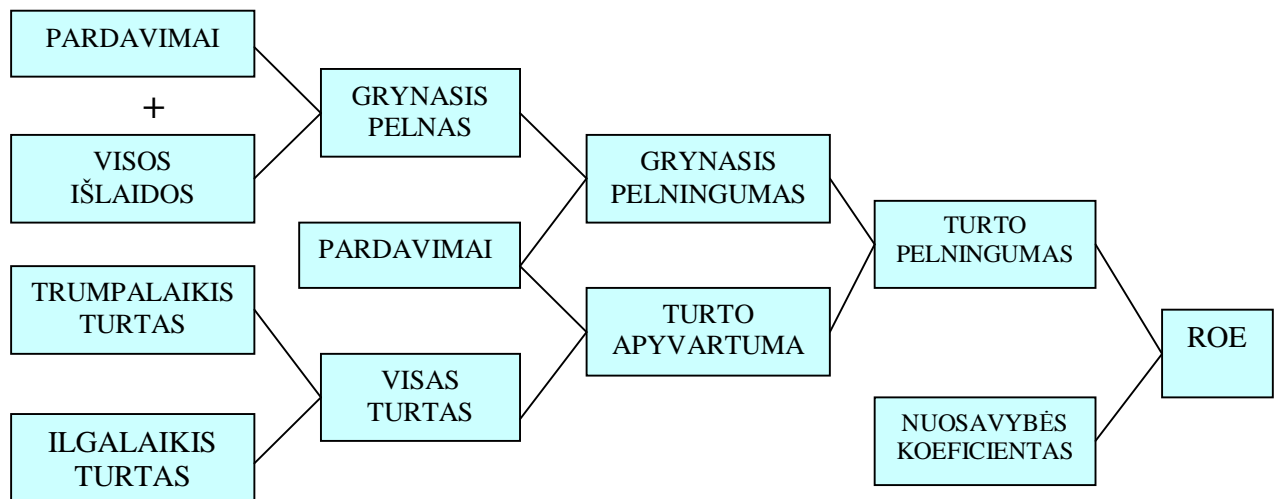 PARDAVIMAI
+
VISOS
IŠLAIDOS
TRUMPALAIKIS
TURTAS
ILGALAIKIS
TURTAS
GRYNASIS
PELNAS
PARDAVIMAI
VISAS
TURTAS
GRYNASIS
PELNINGUMAS
TURTO
APYVARTUMA
TURTO
PELNINGUMAS
NUOSAVYBĖS
KOEFICIENTAS
ROE